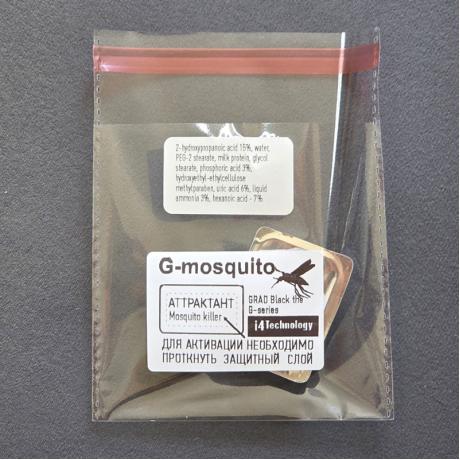 2-hydroxypropanoic acid 15%, water,
PEG-2 stearate, milk protein, glycol
stearate, phosphoric acid 3%,
hydroxyethyl-ethylcellulose
methylparaben, uric acid 6%, liquid
ammonia 3%, hexanoic acid - 7%
G-mosquito
АТТРАКТАНТ
Mosquito killer
GRAD Black the
G-series
i4Technology
ДЛЯ АКТИВАЦИИ НЕОБХОДИМО
ПРОТКНУТЬ ЗАЩИТНЫЙ СЛОЙ